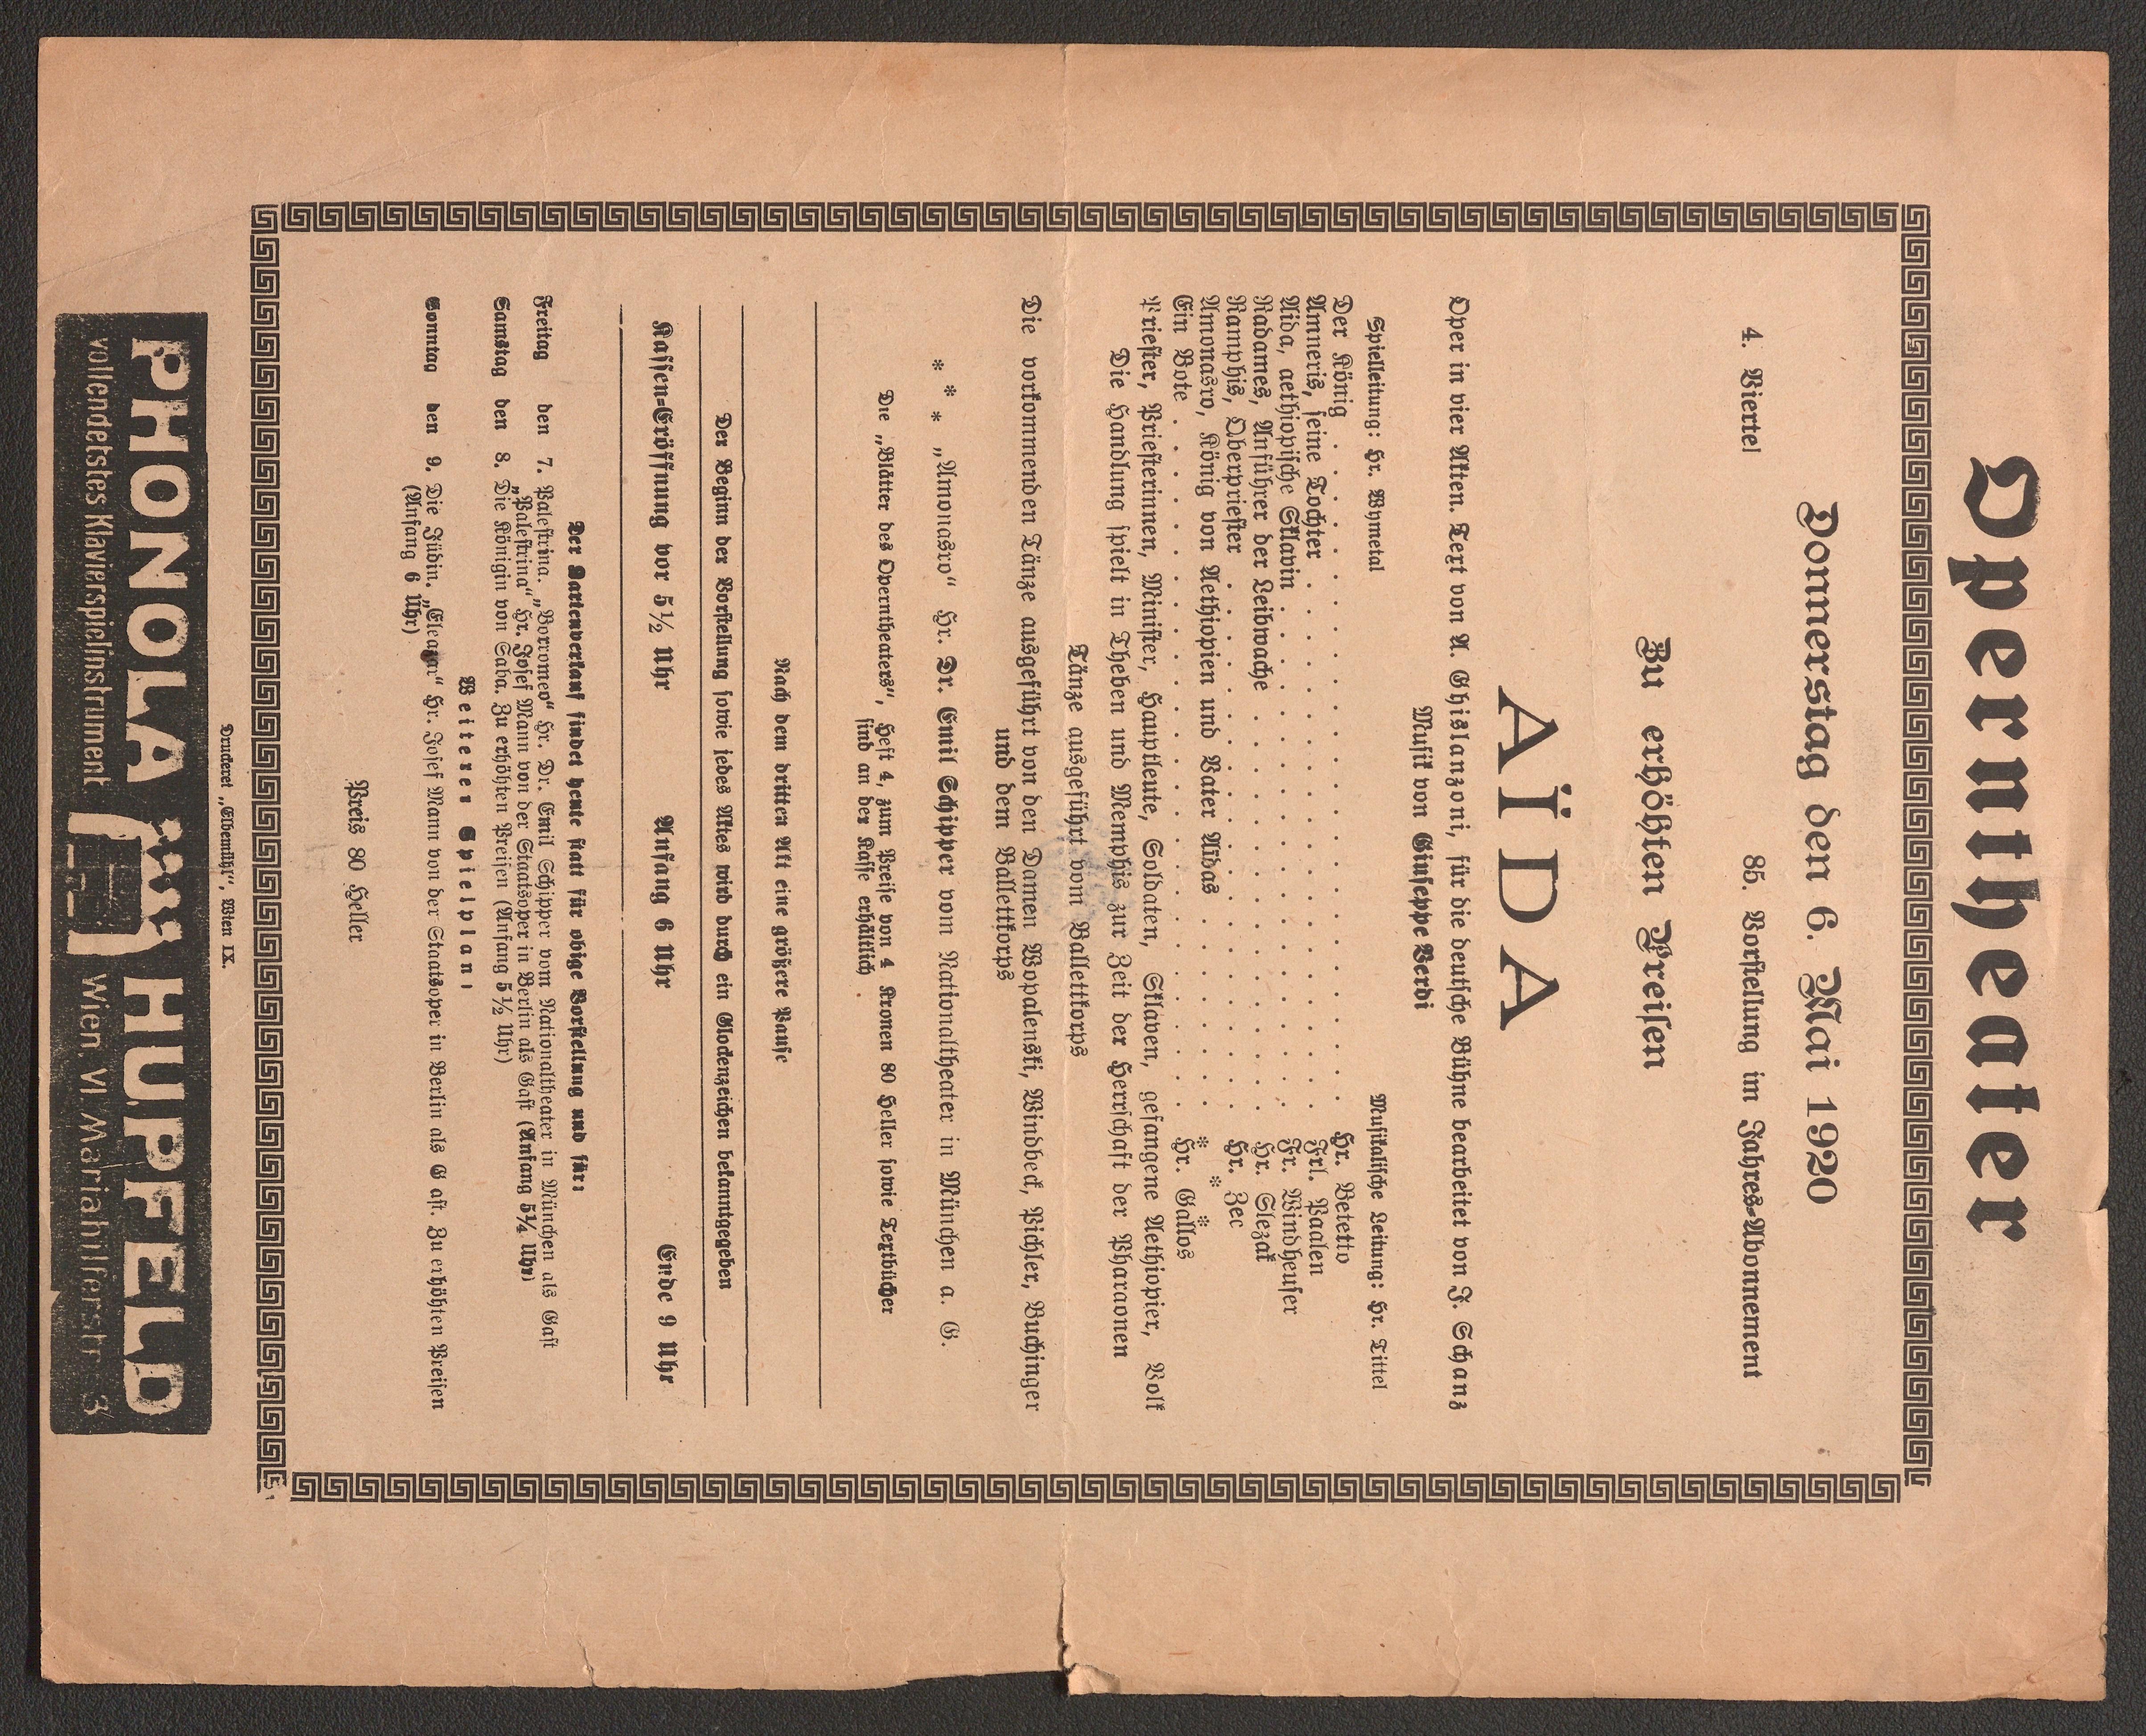 Operntheater
Donnerstag den 6. Mai 1920
4. Viertel 85. Vorstellung im Jahres-Abonnement
Zu erhöhten Preisen
AÏDA
Oper in vier Akten. Text von A. Ghislanzoni, für die deutsche Bühne bearbeitet von J. Schanz
Musik von Giuseppe Verdi
Spielleitung: Hr. Wymetal Musikalische Leitung: Hr. Tittel
Der König . . . . . . . . . . Hr. Betetto
Amneris, seine Tochter . . . . . . . . . . Frl. Paalen
Aida, aethiopische Sklavin . . . . . . . . . . Fr. Windheuser
Radames, Anführer der Leibwache . . . . . . . . . . Hr. Slezak
Ramphis, Oberpriester . . . . . . . . . . Hr. Zec
Amonasro, König von Aethiopien und Vater Aïdas . . . . . . . . . . * * *
Ein Bote . . . . . . . . . . Hr. Gallos
Priester, Priesterinnen, Minister, Hauptleute, Soldaten, Sklaven, gefangene Aethiopier, Volk
Die Handlung spielt in Theben und Memphis zur Zeit der Herrschaft der Pharaonen
Tänze ausgeführt vom Ballettkorps
Die vorkommenden Tänze ausgeführt von den Damen Wopalenski, Windbeck, Pichler, Buchinger
und dem Ballettkorps
* * * „Amonasro“ Hr. Dr. Emil Schipper vom Nationaltheater in München a. G.
Die „Blätter des Operntheaters“, Heft 4, zum Preise von 4 Kronen 80 Heller sowie Textbücher
sind an der Kasse erhältlich
Nach dem dritten Akt eine größere Pause
Der Beginn der Vorstellung sowie jedes Aktes wird durch ein Glockenzeichen bekanntgegeben
Kassen-Eröffnung vor 5½ Uhr Anfang 6 Uhr Ende 9 Uhr
Der Kartenverkauf findet heute statt für obige Vorstellung und für:
Freitag den 7. Palestrina. „Borromeo“ Hr. Dr. Emil Schipper vom Nationaltheater in München als Gast
„Palestrina“ Hr. Josef Mann von der Staatsoper in Berlin als Gast (Anfang 5¼ Uhr)
Samstag den 8. Die Königin von Saba. Zu erhöhten Preisen (Anfang 5½ Uhr)
Weiterer Spielplan:
Sonntag den 9. Die Jüdin. „Eleazar“ Hr. Josef Mann von der Staatsoper in Berlin als Gast. Zu erhöhten Preisen
(Anfang 6 Uhr)
Preis 80 Heller
Druckerei „Elbemühl“, Wien IX.
PHONOLA HUPFELD
vollendetstes Klavierspielinstrument Wien, VI. Mariahilferstr. 3